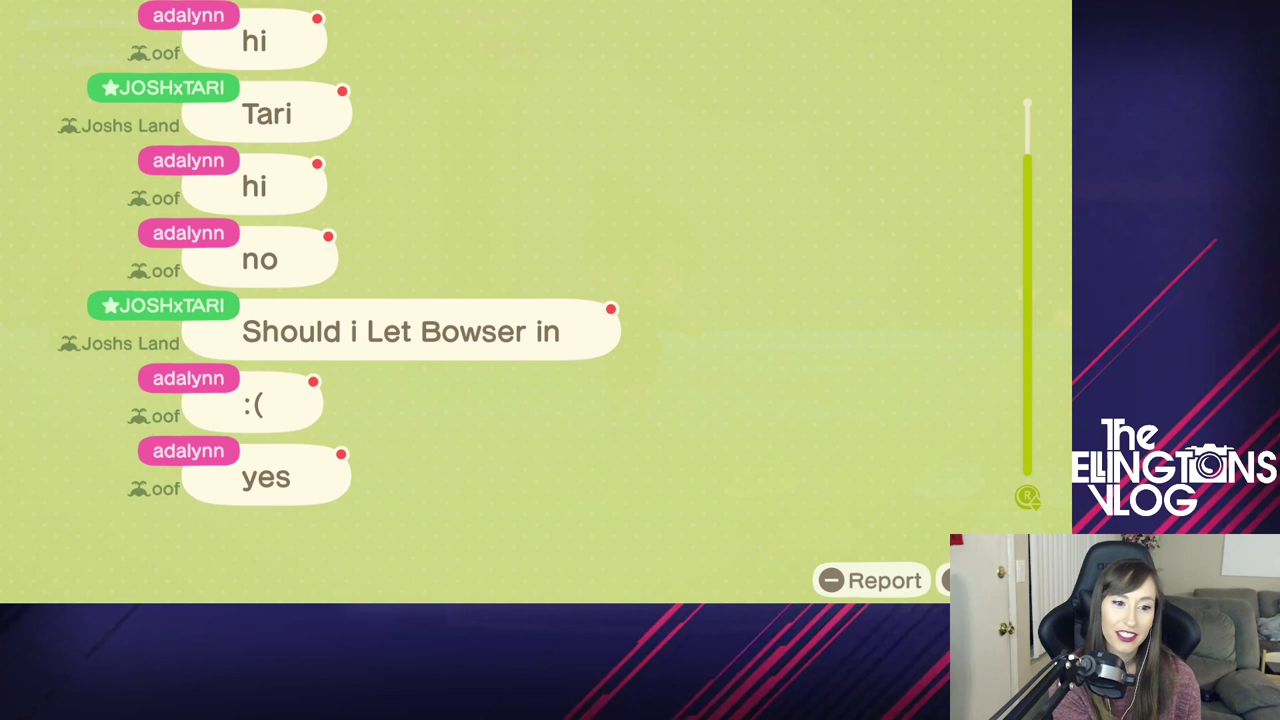 adalynn
hi
oof
★JOSHxTARI
Tari
Joshs Land
adalynn
hi
oof
adalynn
no
oof
★JOSHxTARI
Should i Let Bowser in
Joshs Land
adalynn
:(
oof
adalynn
yes
oof
R
Report
The
ELLINGTONS
VLOG